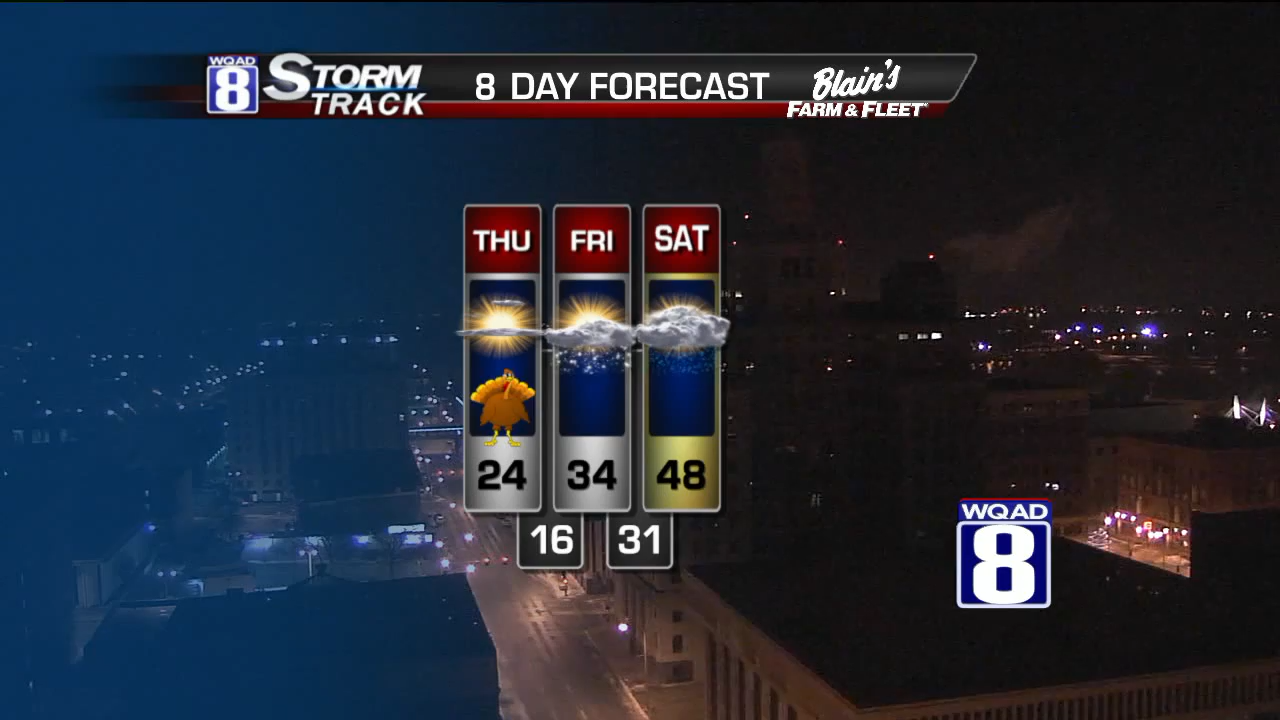 WQAD
8
STORM
TRACK
8 DAY FORECAST
Blain's
FARM & FLEET
THU
FRI
SAT
24
34
48
16
31
WQAD
8